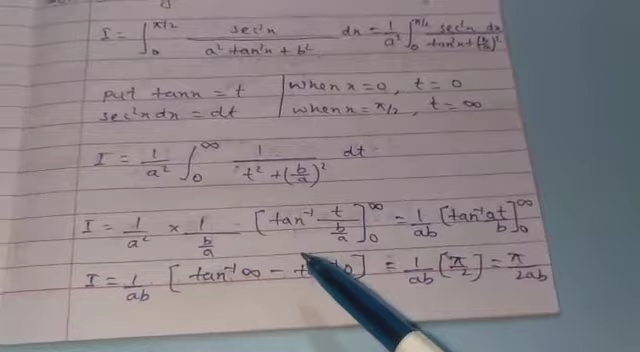 I = ∫₀^π/2 sec²x / (a² tan²x + b²) dx = 1/a² ∫₀^π/2 sec²x dx / (tan²x + (b/a)²)
put tanx = t | when x = 0, t = 0
sec²x dx = dt | when x = π/2, t = ∞
I = 1/a² ∫₀^∞ 1 / (t² + (b/a)²) dt
I = 1/a² × 1/(b/a) [tan⁻¹ t/(b/a)]₀^∞ = 1/ab [tan⁻¹ at/b]₀^∞
I = 1/ab [tan⁻¹∞ − 0] = 1/ab [π/2] = π/2ab